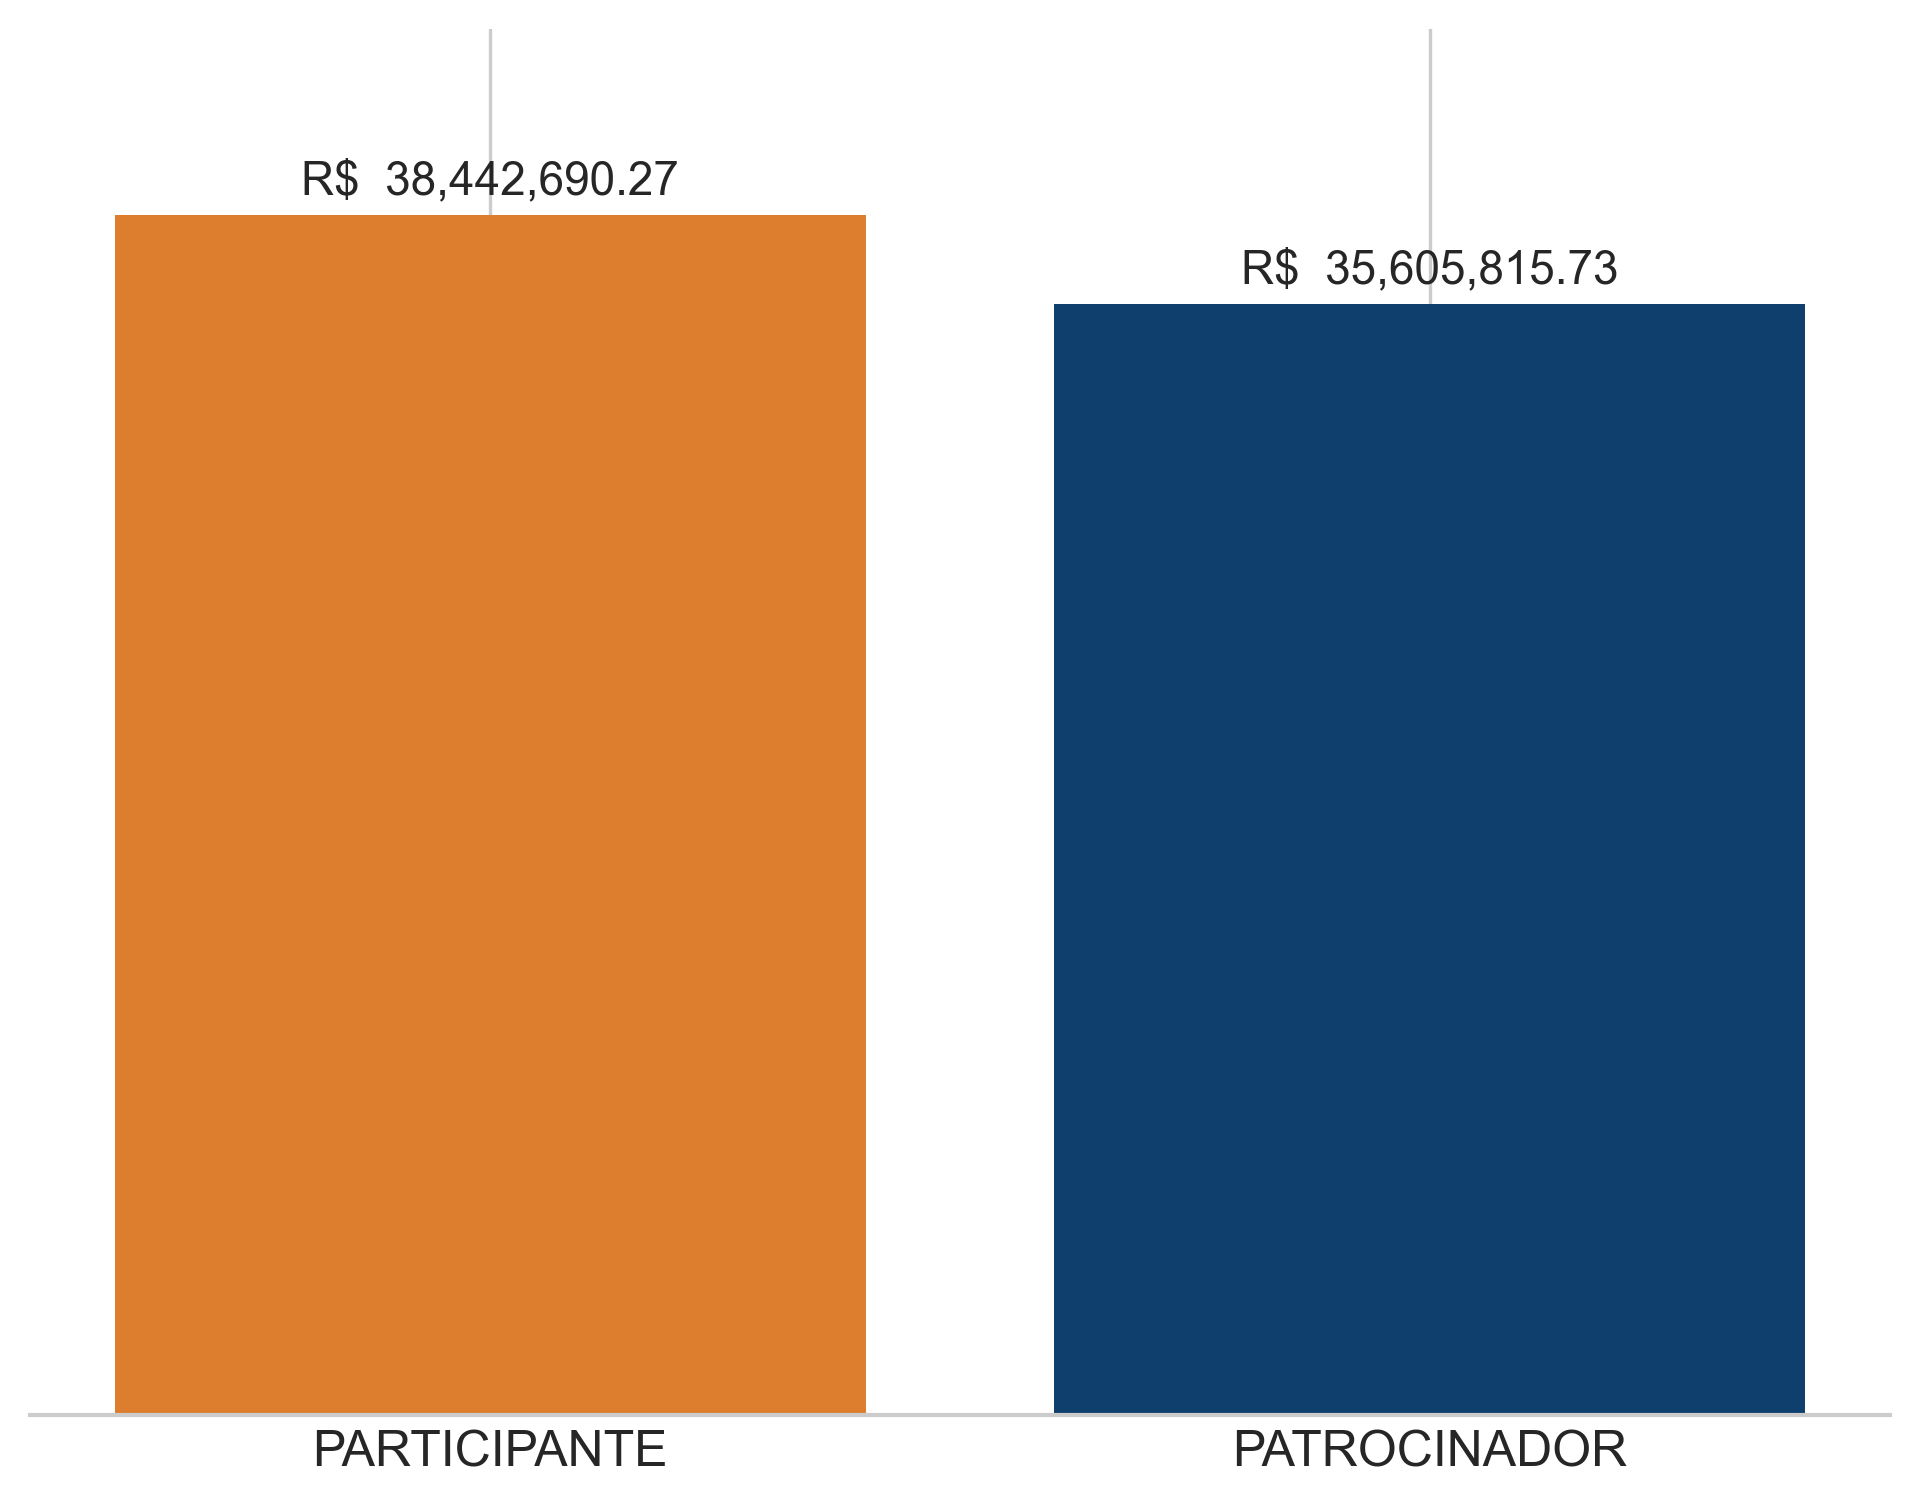 R$ 38,442,690.27
R$ 35,605,815.73
PARTICIPANTE
PATROCINADOR